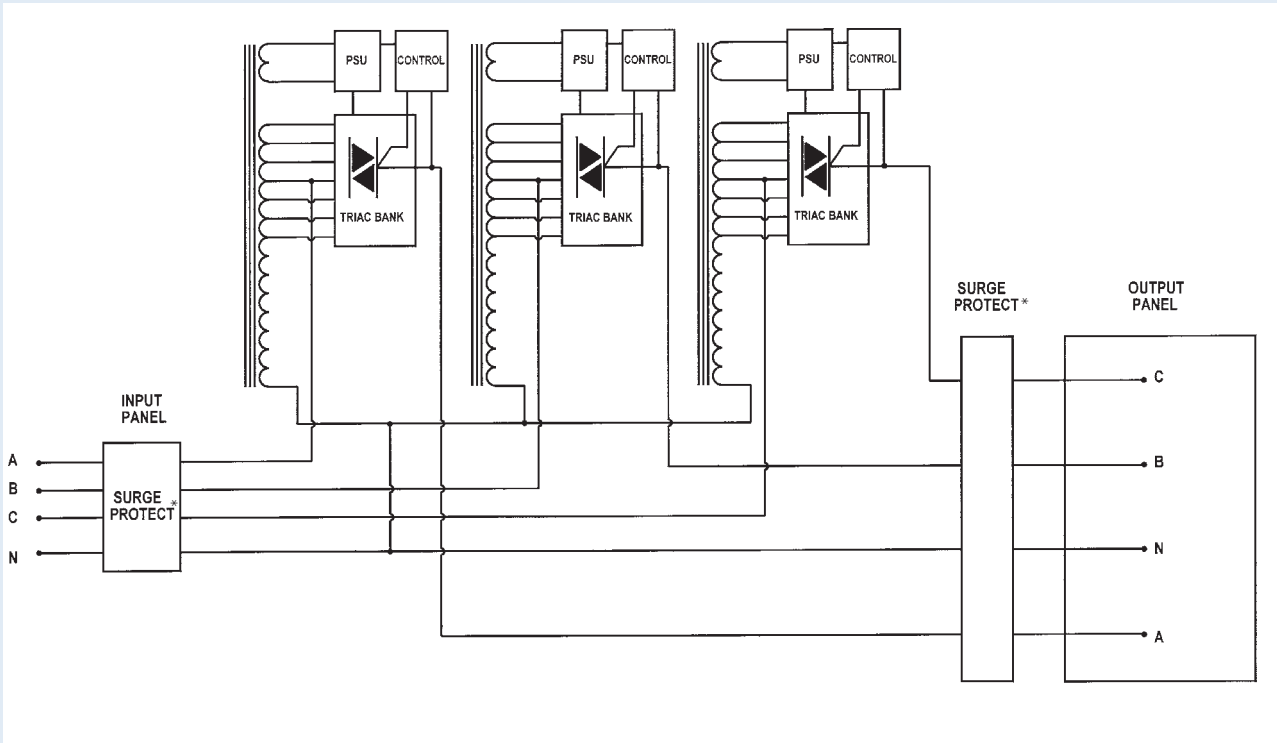 PSU
CONTROL
PSU
CONTROL
PSU
CONTROL
TRIAC BANK
TRIAC BANK
TRIAC BANK
SURGE
PROTECT*
OUTPUT
PANEL
C
B
N
A
INPUT
PANEL
A
B
C
N
SURGE
PROTECT*